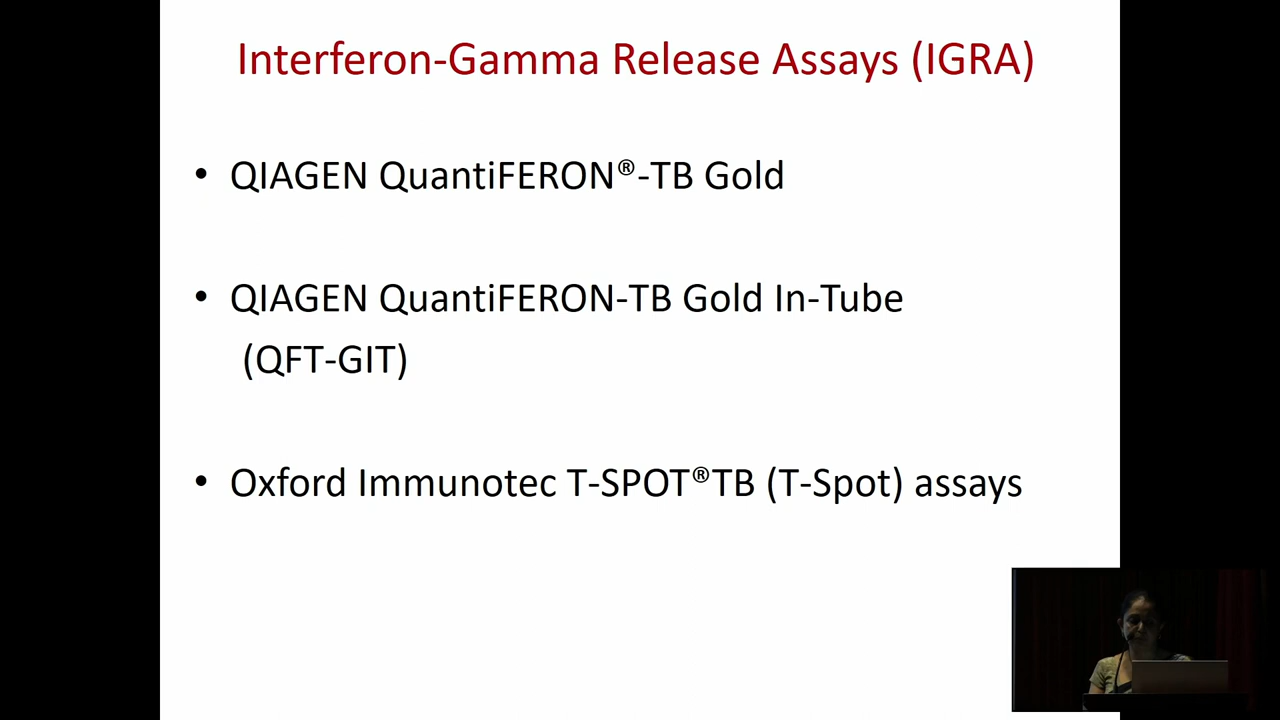 Interferon-Gamma Release Assays (IGRA)
• QIAGEN QuantiFERON®-TB Gold
• QIAGEN QuantiFERON-TB Gold In-Tube
(QFT-GIT)
• Oxford Immunotec T-SPOT®TB (T-Spot) assays